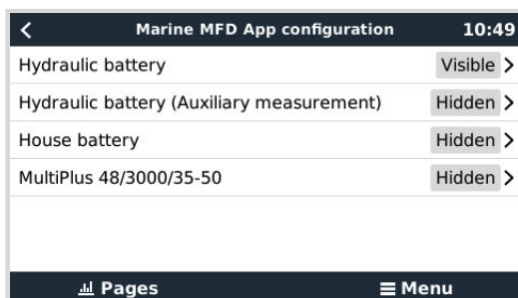 Marine MFD App configuration 10:49
Hydraulic battery Visible
Hydraulic battery (Auxiliary measurement) Hidden
House battery Hidden
MultiPlus 48/3000/35-50 Hidden
Pages Menu